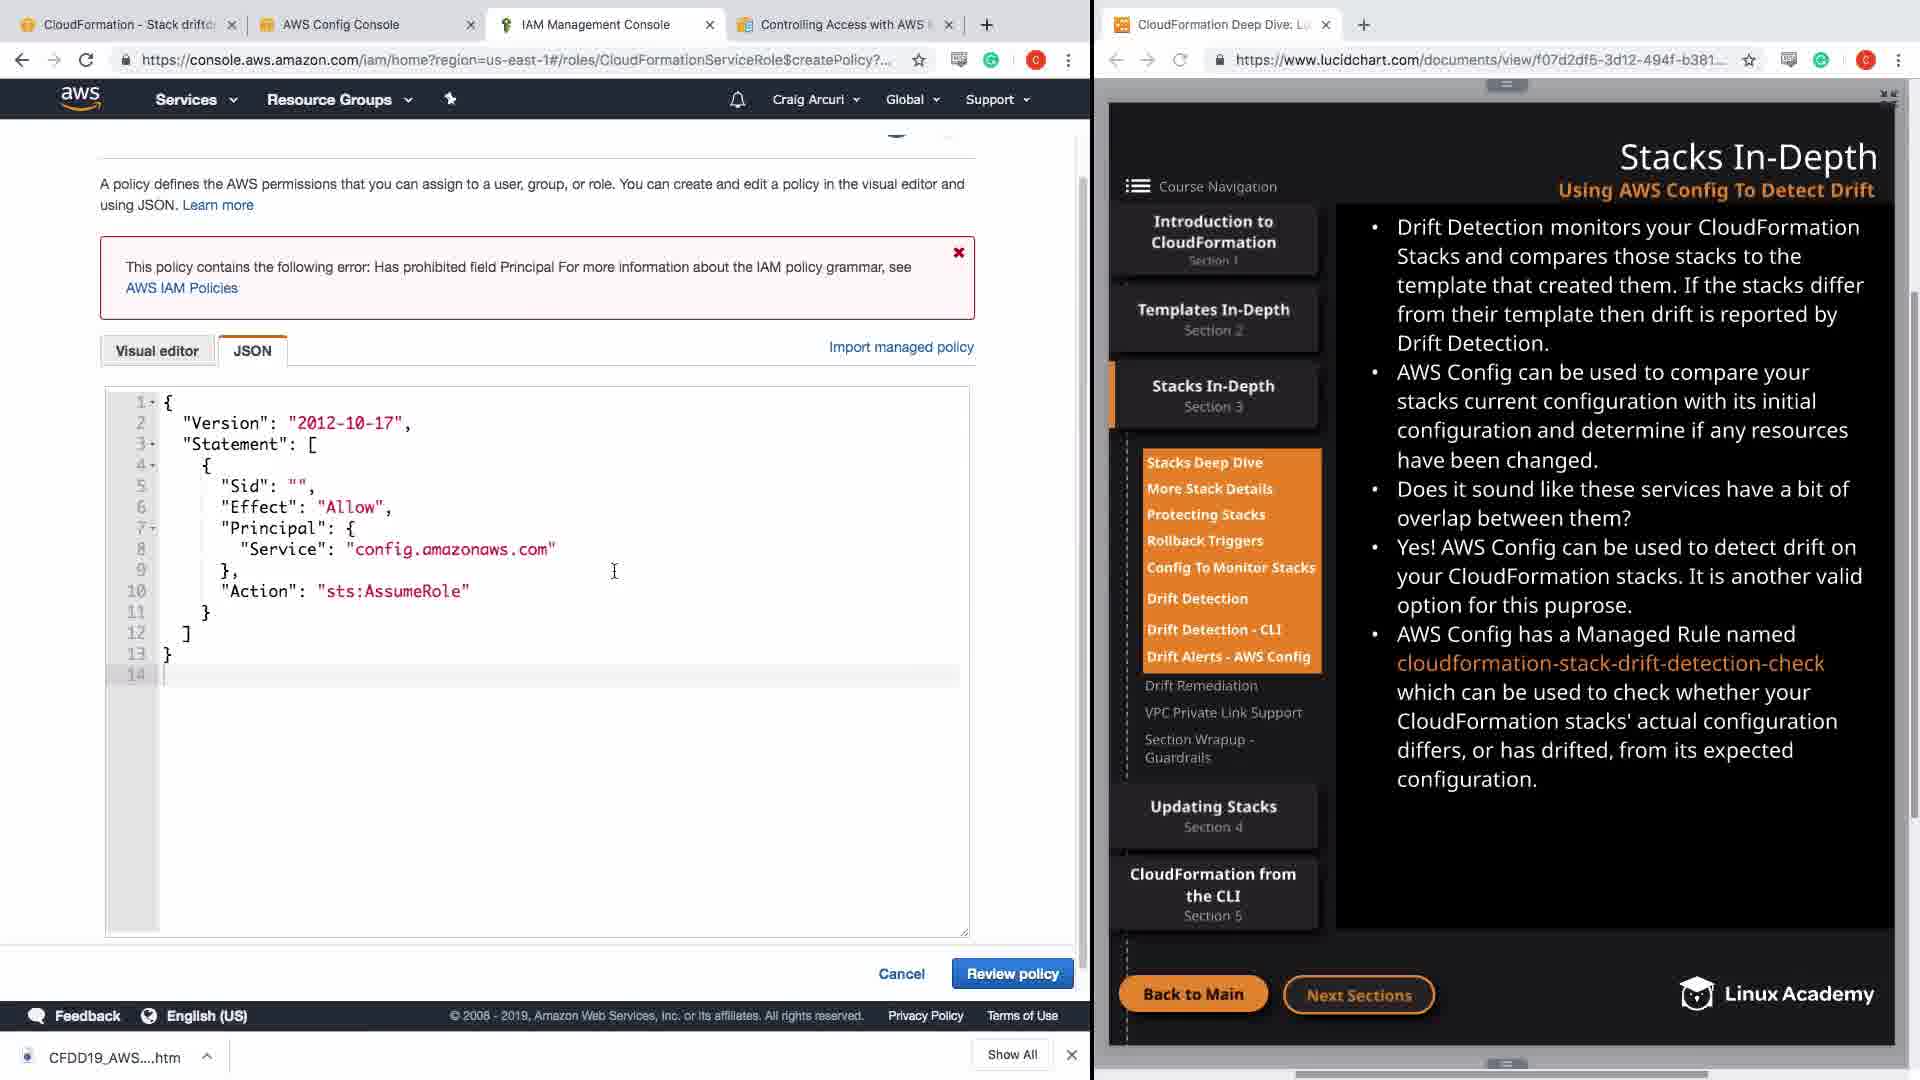 CloudFormation - Stack drift
AWS Config Console
IAM Management Console
Controlling Access with AWS
https://console.aws.amazon.com/iam/home?region=us-east-1#/roles/CloudFormationServiceRole$createPolicy?...
C
aws
Services
Resource Groups
Craig Arcuri
Global
Support
A policy defines the AWS permissions that you can assign to a user, group, or role. You can create and edit a policy in the visual editor and
using JSON. Learn more
This policy contains the following error: Has prohibited field Principal For more information about the IAM policy grammar, see
AWS IAM Policies
Visual editor
JSON
Import managed policy
1 {
2 "Version": "2012-10-17",
3 "Statement": [
4 {
5 "Sid": "",
6 "Effect": "Allow",
7 "Principal": {
8 "Service": "config.amazonaws.com"
9 },
10 "Action": "sts:AssumeRole"
11 }
12 ]
13 }
14
Cancel
Review policy
Feedback
English (US)
© 2008 - 2019, Amazon Web Services, Inc. or its affiliates. All rights reserved.
Privacy Policy
Terms of Use
CFDD19_AWS....htm
Show All
CloudFormation Deep Dive: Lu
https://www.lucidchart.com/documents/view/f07d2df5-3d12-494f-b381...
C
Stacks In-Depth
Using AWS Config To Detect Drift
Course Navigation
Introduction to
CloudFormation
Section 1
Templates In-Depth
Section 2
Stacks In-Depth
Section 3
Stacks Deep Dive
More Stack Details
Protecting Stacks
Rollback Triggers
Config To Monitor Stacks
Drift Detection
Drift Detection - CLI
Drift Alerts - AWS Config
Drift Remediation
VPC Private Link Support
Section Wrapup -
Guardrails
Updating Stacks
Section 4
CloudFormation from
the CLI
Section 5
• Drift Detection monitors your CloudFormation
Stacks and compares those stacks to the
template that created them. If the stacks differ
from their template then drift is reported by
Drift Detection.
• AWS Config can be used to compare your
stacks current configuration with its initial
configuration and determine if any resources
have been changed.
• Does it sound like these services have a bit of
overlap between them?
• Yes! AWS Config can be used to detect drift on
your CloudFormation stacks. It is another valid
option for this puprose.
• AWS Config has a Managed Rule named
cloudformation-stack-drift-detection-check
which can be used to check whether your
CloudFormation stacks' actual configuration
differs, or has drifted, from its expected
configuration.
Back to Main
Next Sections
Linux Academy